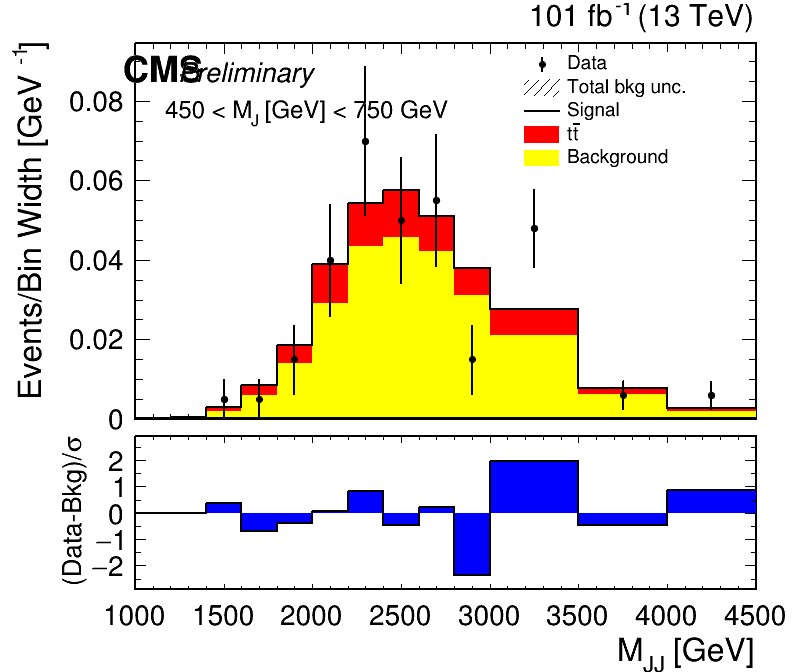 101 fb⁻¹ (13 TeV)
CMS Preliminary
450 < M_J [GeV] < 750 GeV
Data
Total bkg unc.
Signal
tt̄
Background
Events/Bin Width [GeV⁻¹]
0.08
0.06
0.04
0.02
0
(Data-Bkg)/σ
2
1
0
−1
−2
1000 1500 2000 2500 3000 3500 4000 4500
M_JJ [GeV]